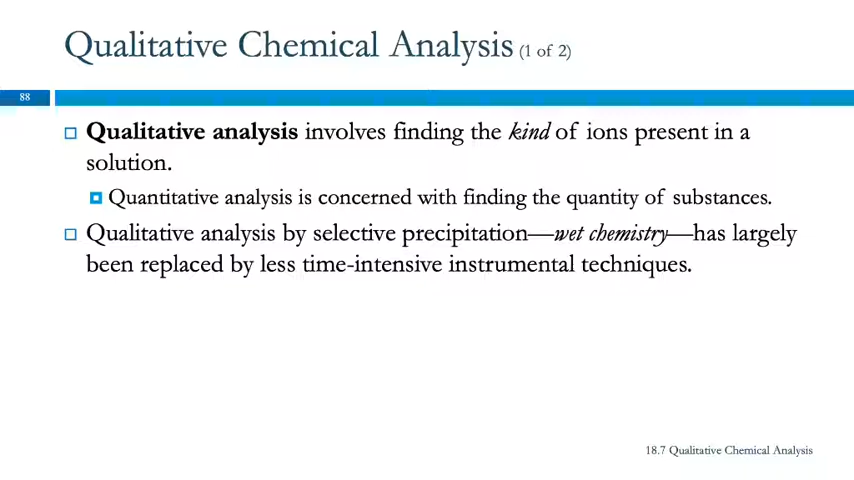 Qualitative Chemical Analysis (1 of 2)
88
Qualitative analysis involves finding the kind of ions present in a
solution.
Quantitative analysis is concerned with finding the quantity of substances.
Qualitative analysis by selective precipitation—wet chemistry—has largely
been replaced by less time-intensive instrumental techniques.
18.7 Qualitative Chemical Analysis